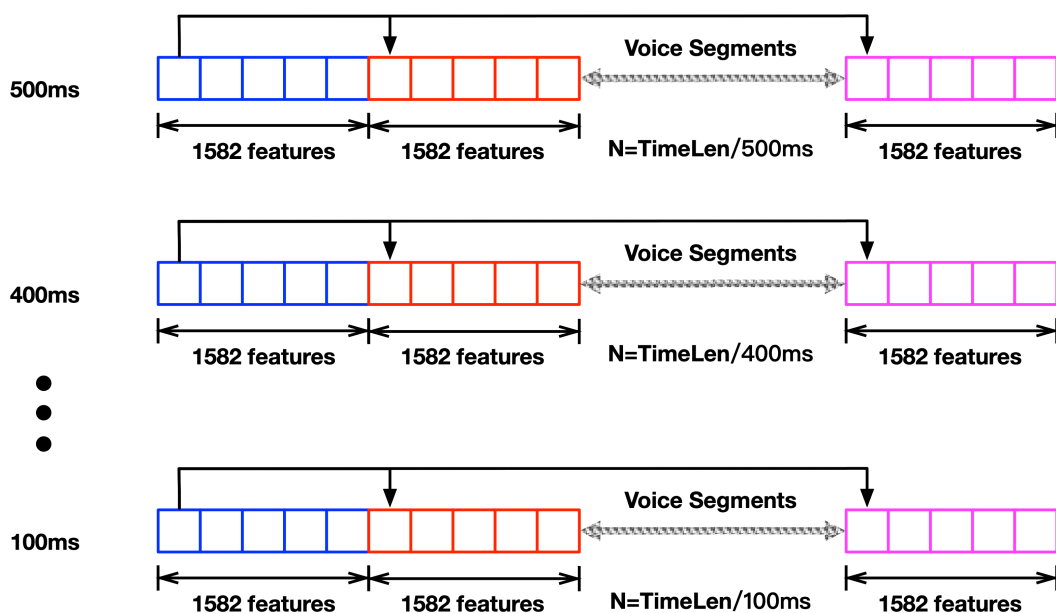 Voice Segments
500ms
1582 features
1582 features
N=TimeLen/500ms
1582 features
Voice Segments
400ms
1582 features
1582 features
N=TimeLen/400ms
1582 features
Voice Segments
100ms
1582 features
1582 features
N=TimeLen/100ms
1582 features